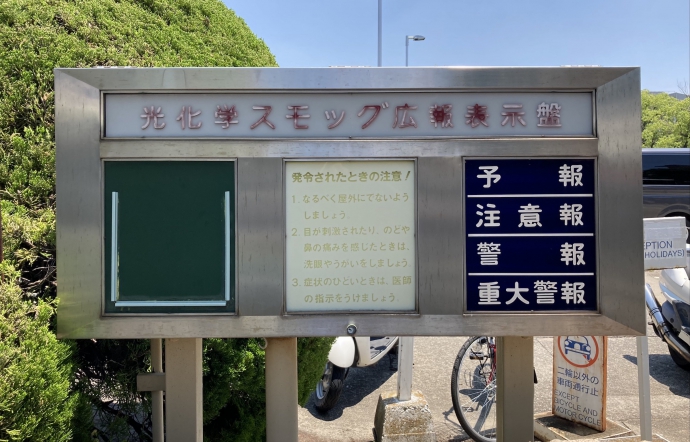 光化学スモッグ広報表示盤
発令されたときの注意！
1. なるべく屋外にでないよう
しましょう。
2. 目が刺激されたり、のどや
鼻の痛みを感じたときは、
洗眼やうがいをしましょう。
3. 症状のひどいときは、医師
の指示をうけましょう
予報
注意報
警報
重大警報
EPTION
HOLIDAYS)
二輪以外の
車両通行止
EXCEPT
BICYCLE AND
MOTORCYCLE